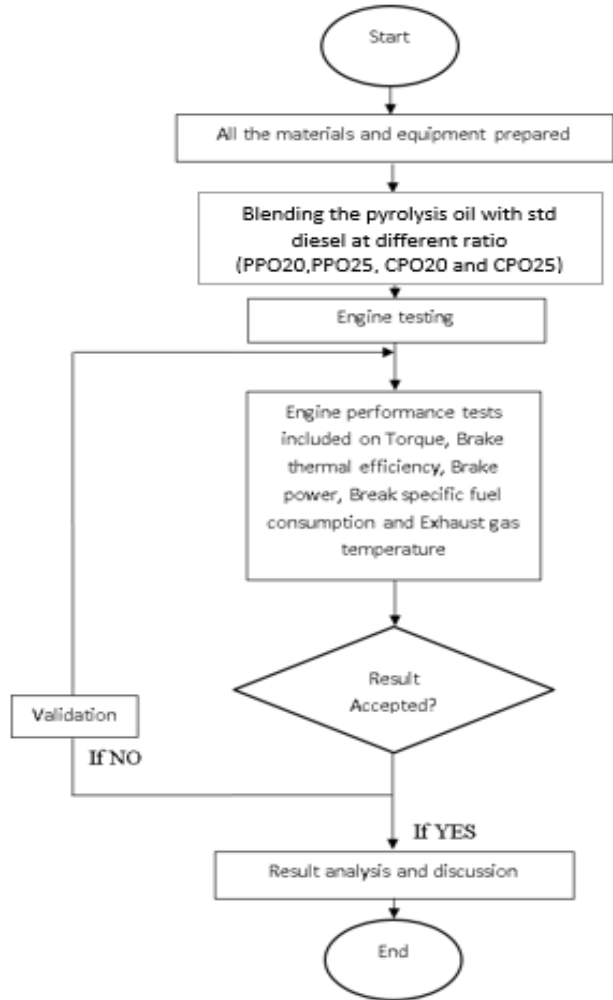 Start
All the materials and equipment prepared
Blending the pyrolysis oil with std
diesel at different ratio
(PPO20,PPO25, CPO20 and CPO25)
Engine testing
Engine performance tests
included on Torque, Brake
thermal efficiency, Brake
power, Break specific fuel
consumption and Exhaust gas
temperature
Result
Accepted?
Validation
If NO
If YES
Result analysis and discussion
End